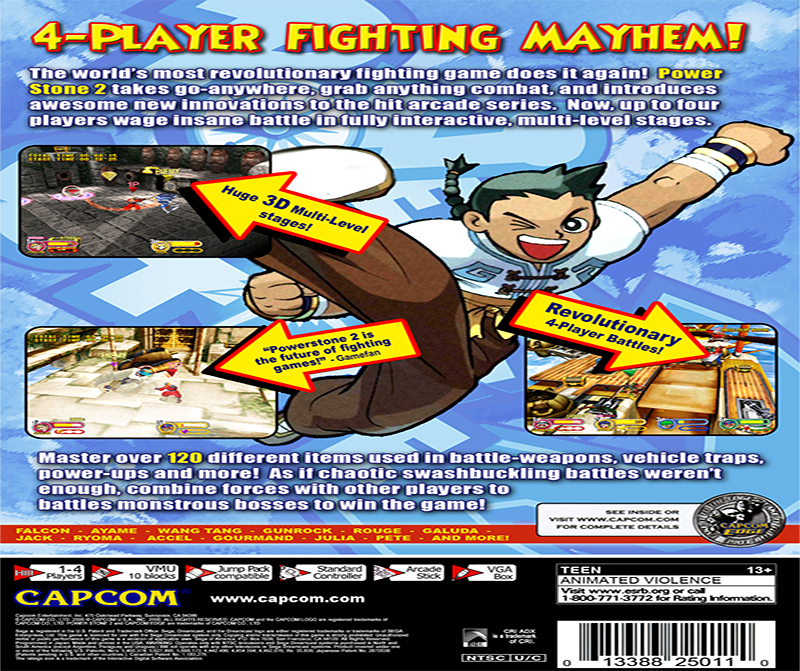 4-PLAYER FIGHTING MAYHEM!
The world's most revolutionary fighting game does it again! Power
Stone 2 takes go-anywhere, grab anything combat, and introduces
awesome new innovations to the hit arcade series. Now, up to four
players wage insane battle in fully interactive, multi-level stages.
Huge 3D Multi-Level
stages!
"Powerstone 2 is
the future of fighting
games!" - Gamefan
Revolutionary
4-Player Battles!
Master over 120 different items used in battle-weapons, vehicle traps,
power-ups and more! As if chaotic swashbuckling battles weren't
enough, combine forces with other players to
battles monstrous bosses to win the game!
SEE INSIDE OR
VISIT WWW.CAPCOM.COM
FOR COMPLETE DETAILS
CAPCOM
EDGE
FALCON - AYAME - WANG TANG - GUNROCK - ROUGE - GALUDA -
JACK - RYOMA - ACCEL - GOURMAND - JULIA - PETE - AND MORE!
1-4
Players
VMU
10 blocks
Jump Pack
compatible
Standard
Controller
Arcade
Stick
VGA
Box
CAPCOM
www.capcom.com
TEEN 13+
ANIMATED VIOLENCE
Visit www.esrb.org or call
1-800-771-3772 for Rating Information.
CRI ADX
is a trademark
of CRI.
NTSC U/C
0 13388 25011 0